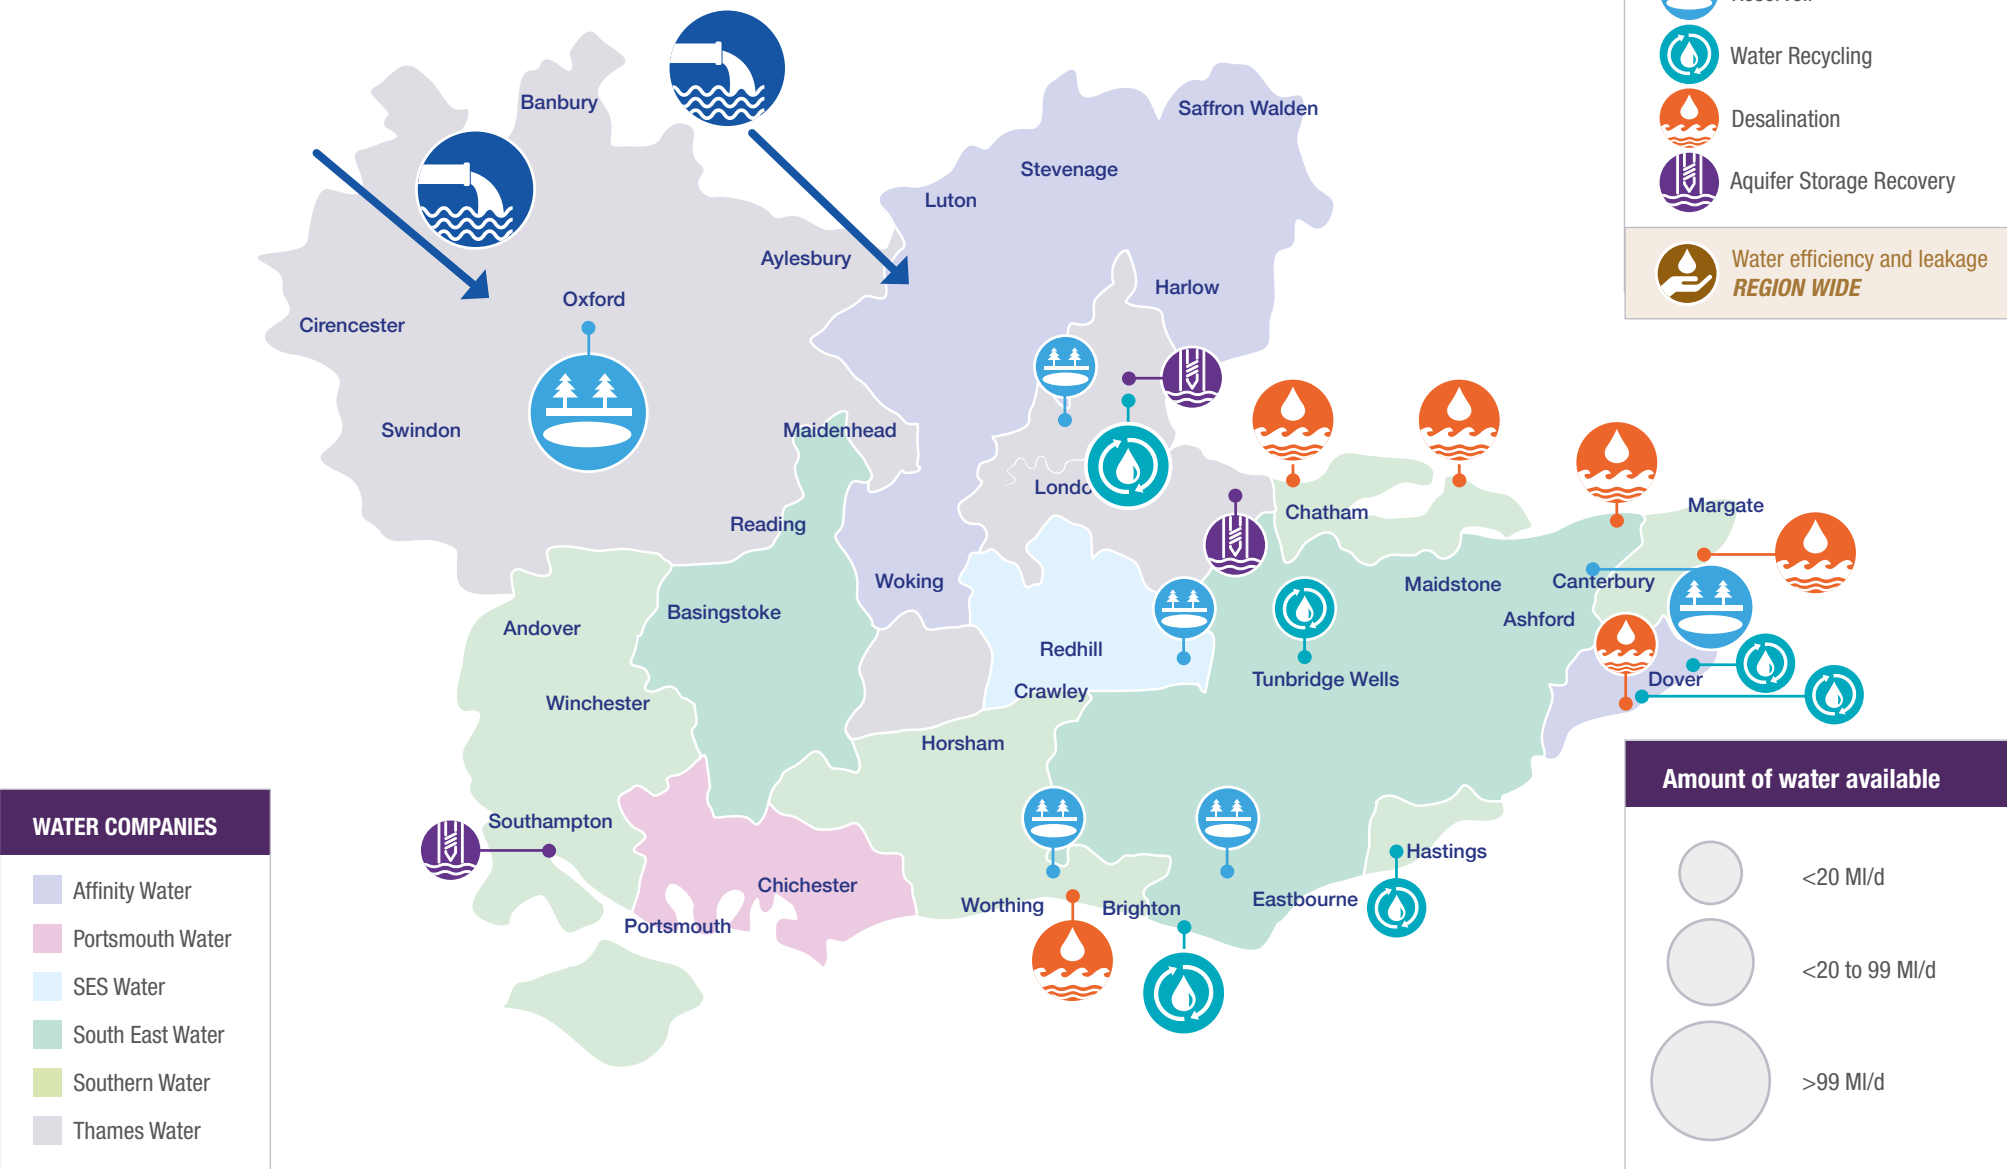 Reservoir
Water Recycling
Desalination
Aquifer Storage Recovery
Water efficiency and leakage
REGION WIDE
Banbury
Saffron Walden
Stevenage
Luton
Aylesbury
Harlow
Oxford
Cirencester
Swindon
Maidenhead
Reading
Chatham
Margate
Woking
Maidstone
Canterbury
Basingstoke
Ashford
Andover
Redhill
Tunbridge Wells
Dover
Crawley
Winchester
Horsham
Southampton
Hastings
Chichester
Eastbourne
Worthing
Brighton
Portsmouth
WATER COMPANIES
Affinity Water
Portsmouth Water
SES Water
South East Water
Southern Water
Thames Water
Amount of water available
<20 Ml/d
<20 to 99 Ml/d
>99 Ml/d